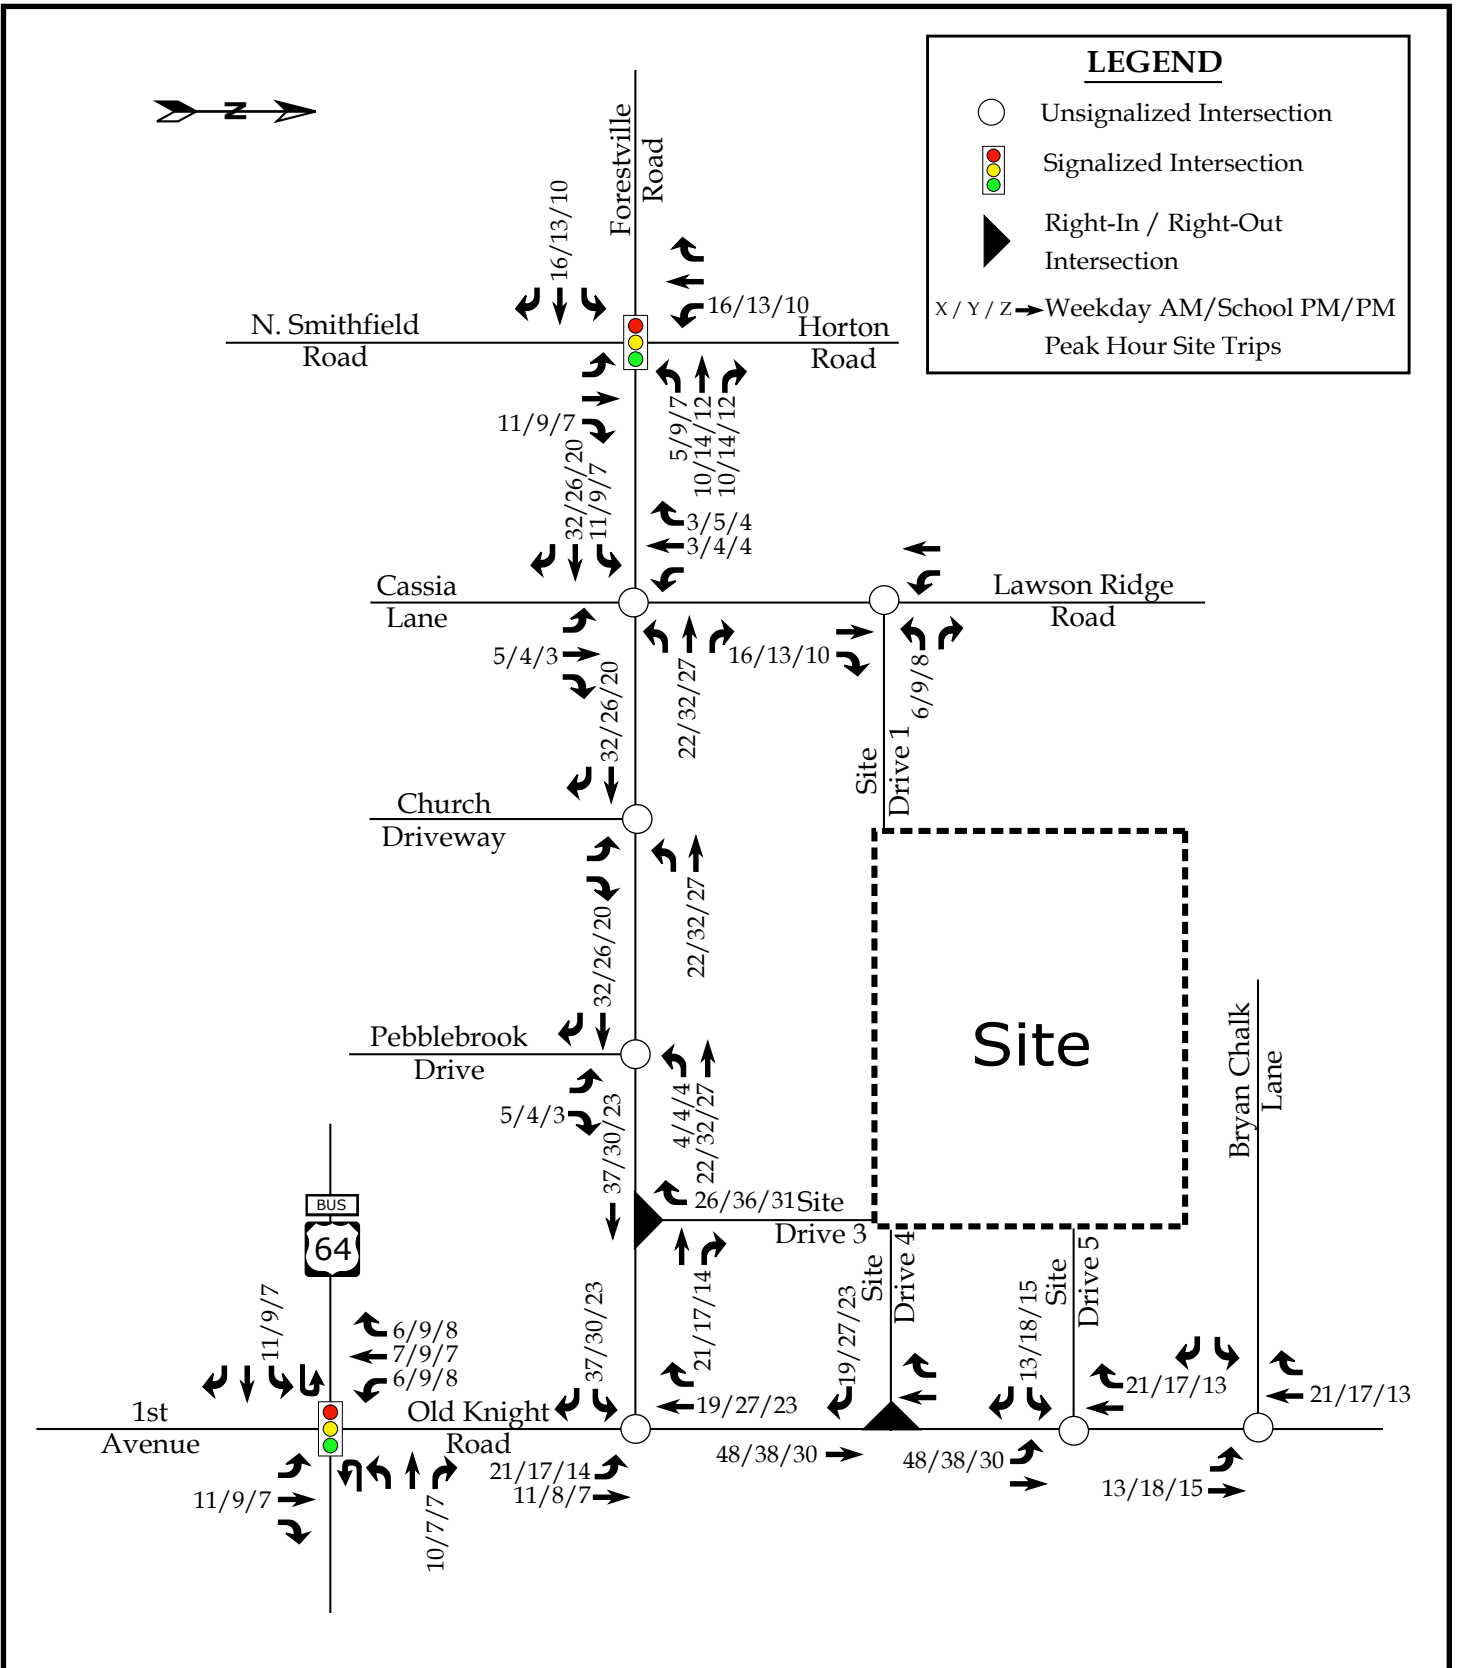 LEGEND
Unsignalized Intersection
Signalized Intersection
Right-In / Right-Out
Intersection
X / Y / Z
Weekday AM/School PM/PM
Peak Hour Site Trips
N
Forestville
Road
16/13/10
16/13/10
N. Smithfield
Road
Horton
Road
11/9/7
5/9/7
10/14/12
10/14/12
32/26/20
11/9/7
3/5/4
3/4/4
Cassia
Lane
Lawson Ridge
Road
5/4/3
32/26/20
22/32/27
16/13/10
6/9/8
Site
Drive 1
Church
Driveway
32/26/20
22/32/27
Site
Pebblebrook
Drive
5/4/3
37/30/23
4/4/4
22/32/27
Bryan Chalk
Lane
26/36/31
Site
Drive 3
BUS
64
Site
Drive 4
Site
Drive 5
11/9/7
6/9/8
7/9/7
6/9/8
37/30/23
21/17/14
19/27/23
19/27/23
13/18/15
21/17/13
21/17/13
1st
Avenue
Old Knight
Road
48/38/30
48/38/30
21/17/14
11/8/7
13/18/15
11/9/7
10/7/7